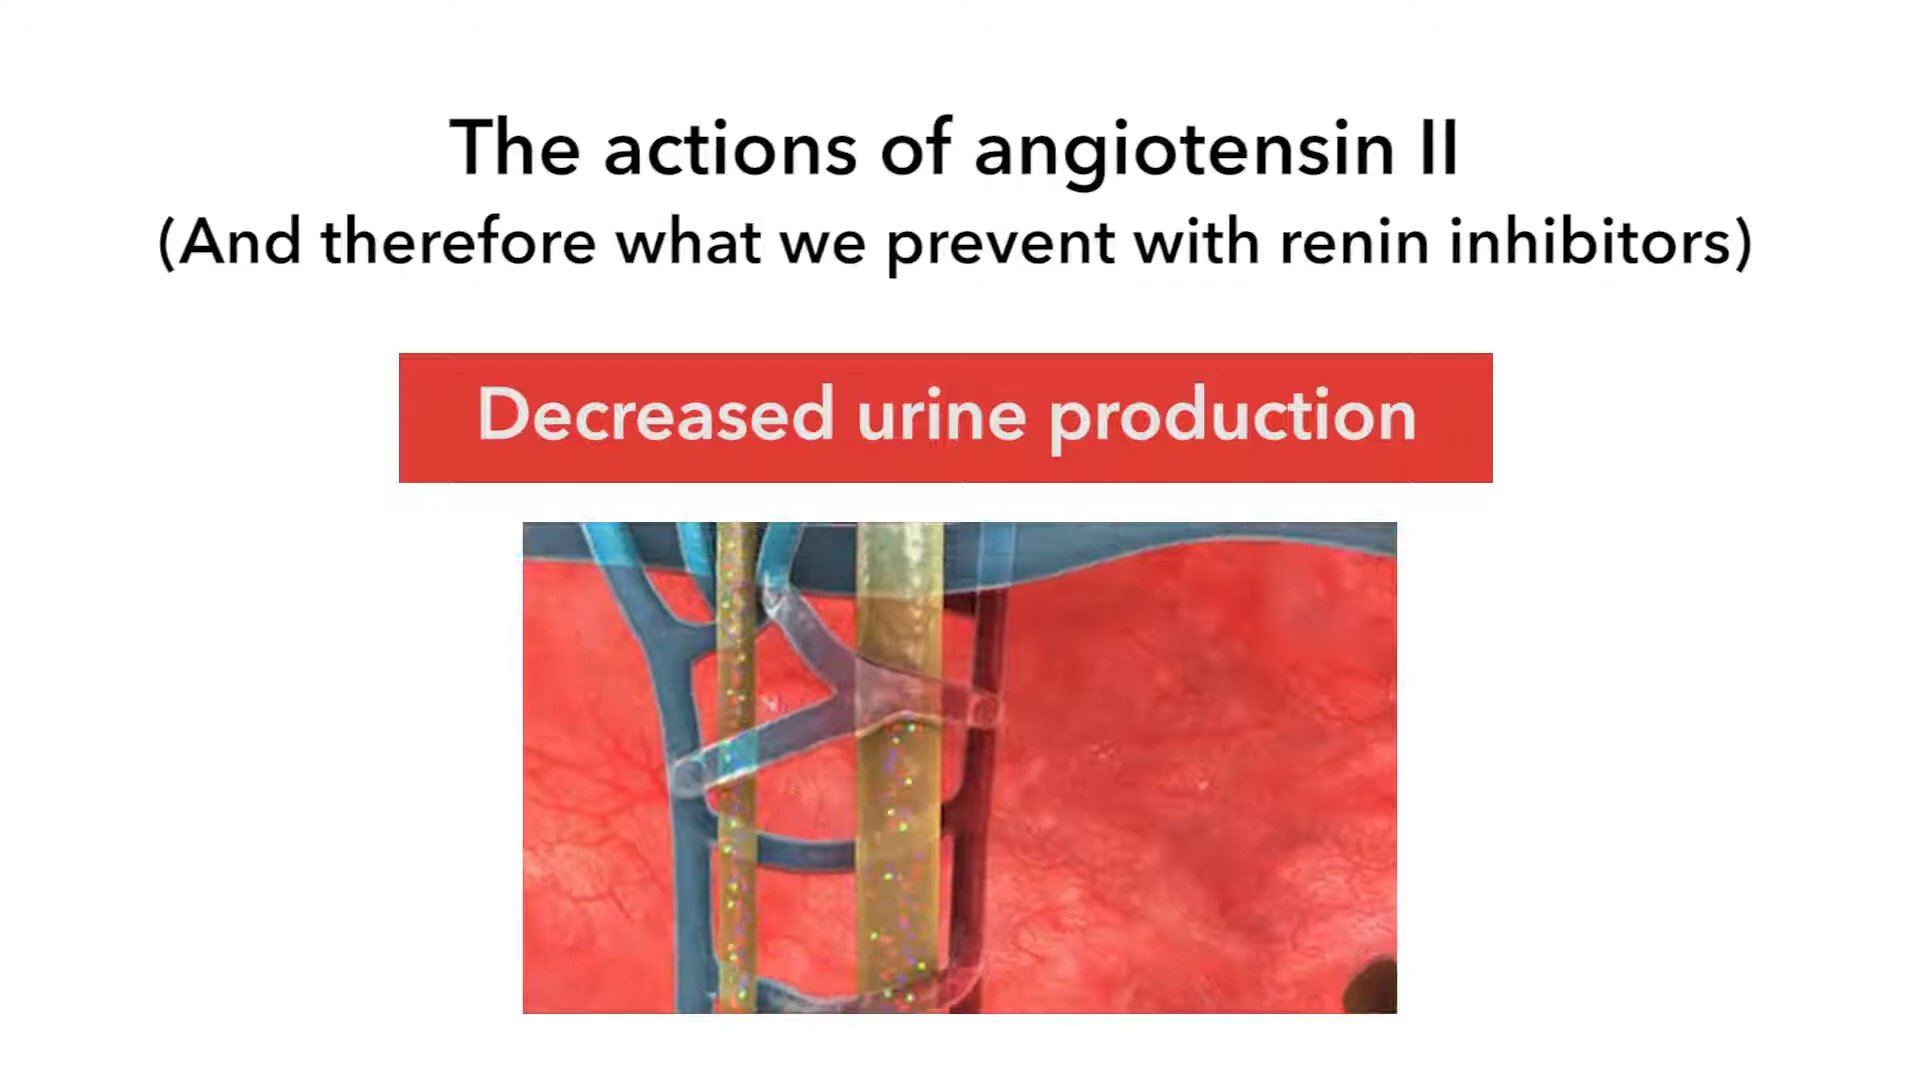 The actions of angiotensin II
(And therefore what we prevent with renin inhibitors)
Decreased urine production